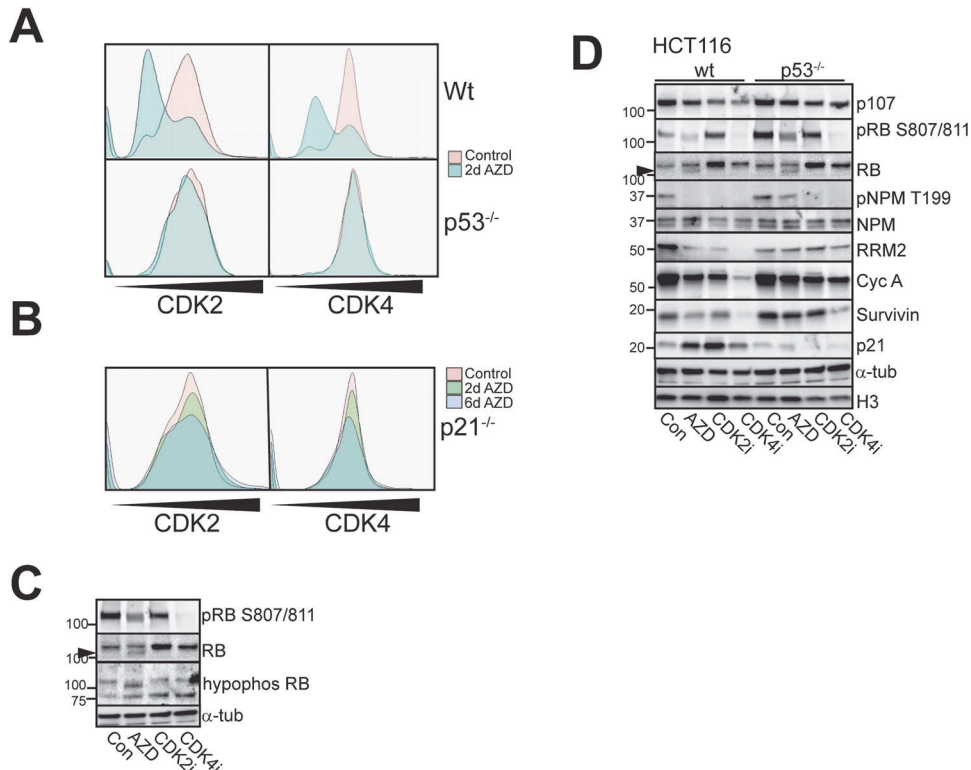 A
Wt
Control
2d AZD
p53-/-
CDK2 CDK4
B
Control
2d AZD
6d AZD
p21-/-
CDK2 CDK4
C
pRB S807/811
100
RB
100
hypophos RB
100
75
α-tub
Con AZD CDK2i CDK4i
D
HCT116
wt p53-/-
p107
100
pRB S807/811
100
RB
100
37 pNPM T199
37 NPM
50 RRM2
Cyc A
50
20 Survivin
20 p21
α-tub
H3
Con AZD CDK2i CDK4i Con AZD CDK2i CDK4i